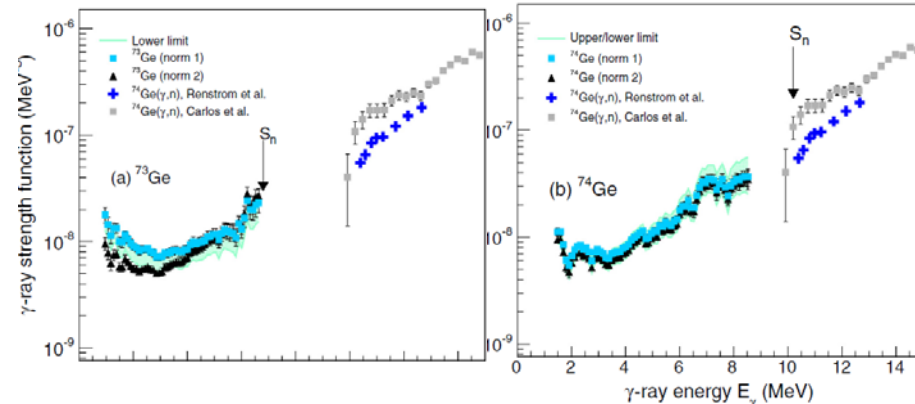 γ-ray strength function (MeV⁻³)
10⁻⁶
10⁻⁷
10⁻⁸
10⁻⁹
Lower limit
⁷³Ge (norm 1)
⁷³Ge (norm 2)
⁷⁴Ge(γ,n), Renstrom et al.
⁷⁴Ge(γ,n), Carlos et al.
Sₙ
(a) ⁷³Ge
10⁻⁶
10⁻⁷
10⁻⁸
10⁻⁹
Upper/lower limit
⁷⁴Ge (norm 1)
⁷⁴Ge (norm 2)
⁷⁴Ge(γ,n), Renstrom et al.
⁷⁴Ge(γ,n), Carlos et al.
Sₙ
(b) ⁷⁴Ge
0 2 4 6 8 10 12 14
γ-ray energy Eᵧ (MeV)